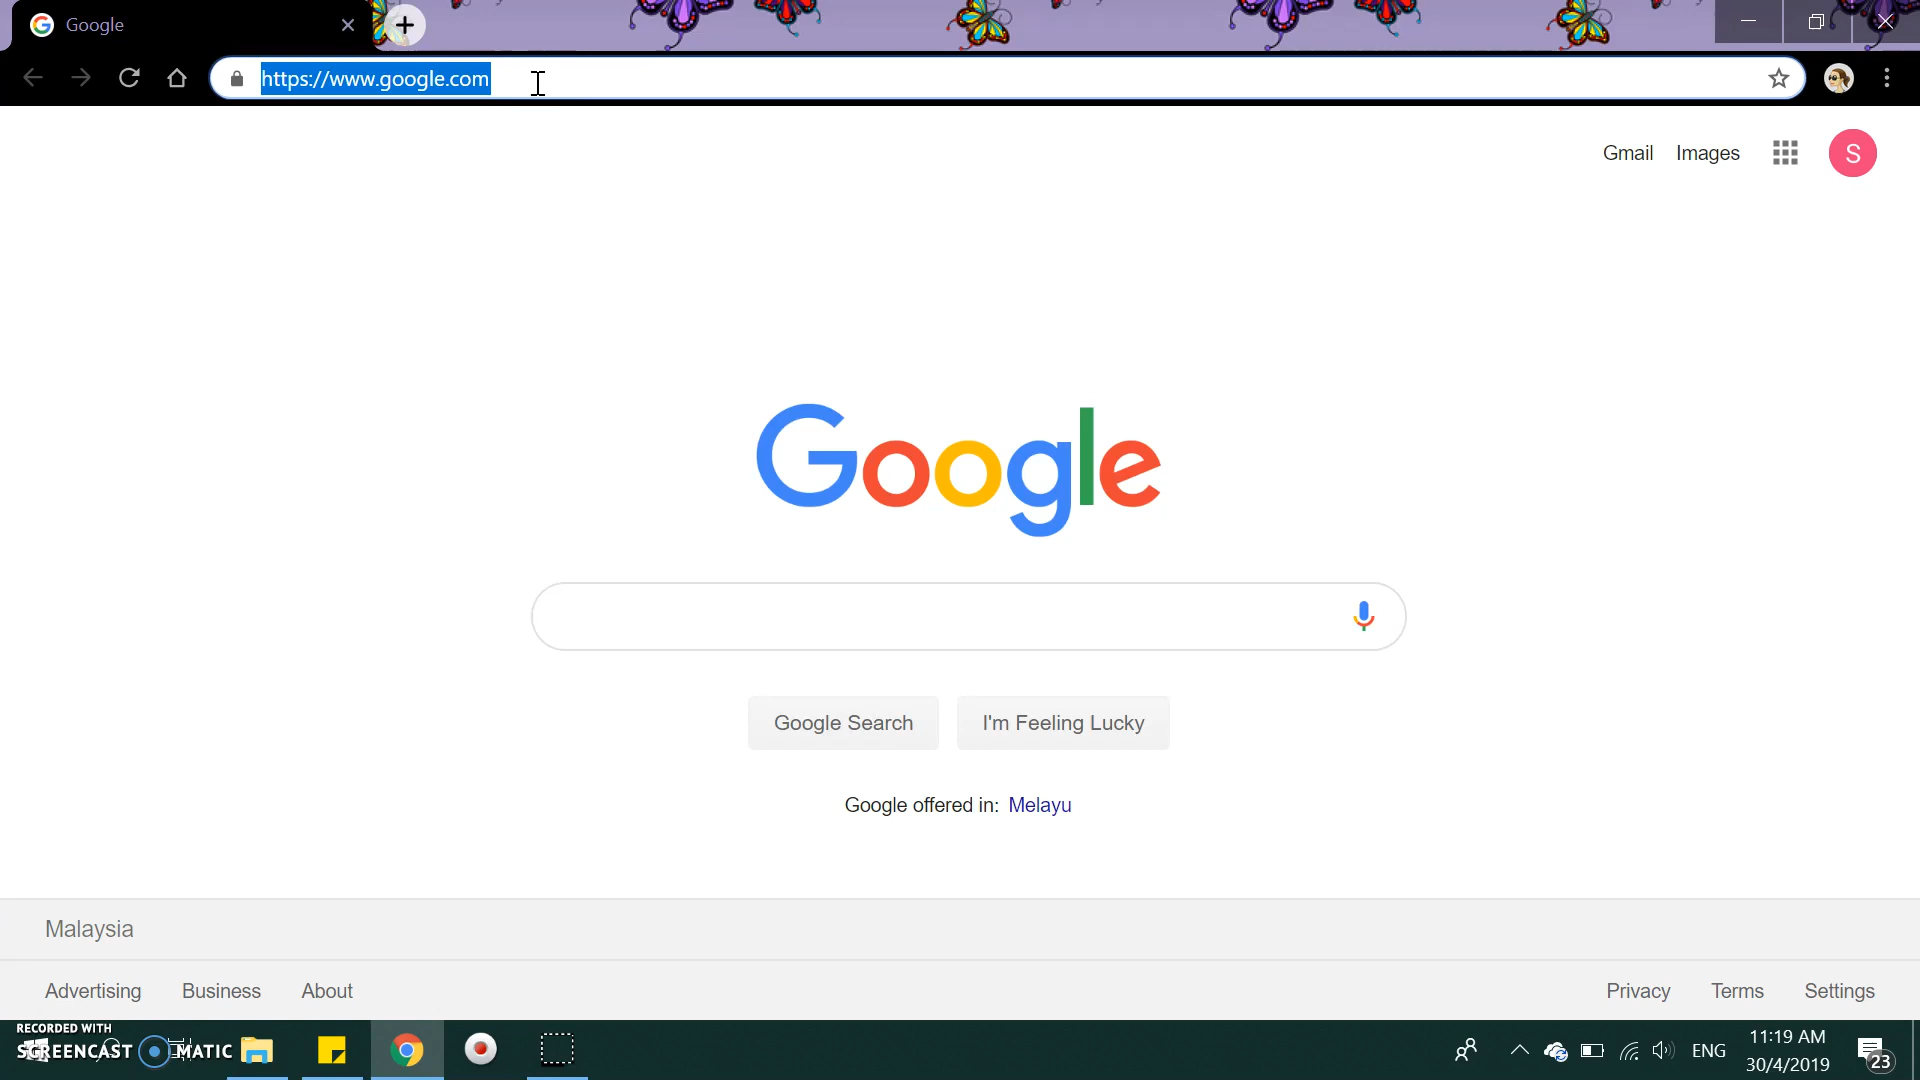 Google
https://www.google.com
Gmail Images
S
Google
Google Search I'm Feeling Lucky
Google offered in: Melayu
Malaysia
Advertising Business About
Privacy Terms Settings
RECORDED WITH
SCREENCAST MATIC
ENG
11:19 AM
30/4/2019
23